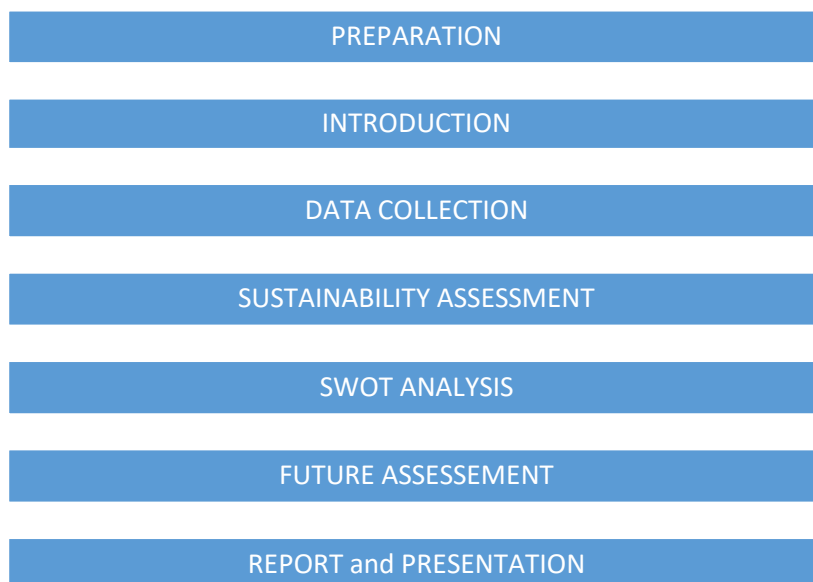 PREPARATION
INTRODUCTION
DATA COLLECTION
SUSTAINABILITY ASSESSMENT
SWOT ANALYSIS
FUTURE ASSESSEMENT
REPORT and PRESENTATION